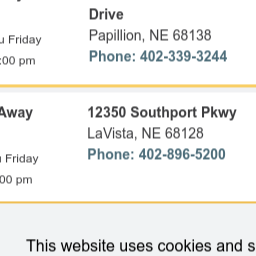 Drive
u Friday
Papillion, NE 68138
:00 pm
Phone: 402-339-3244
Away
12350 Southport Pkwy
LaVista, NE 68128
Friday
Phone: 402-896-5200
00 pm
This website uses cookies and s